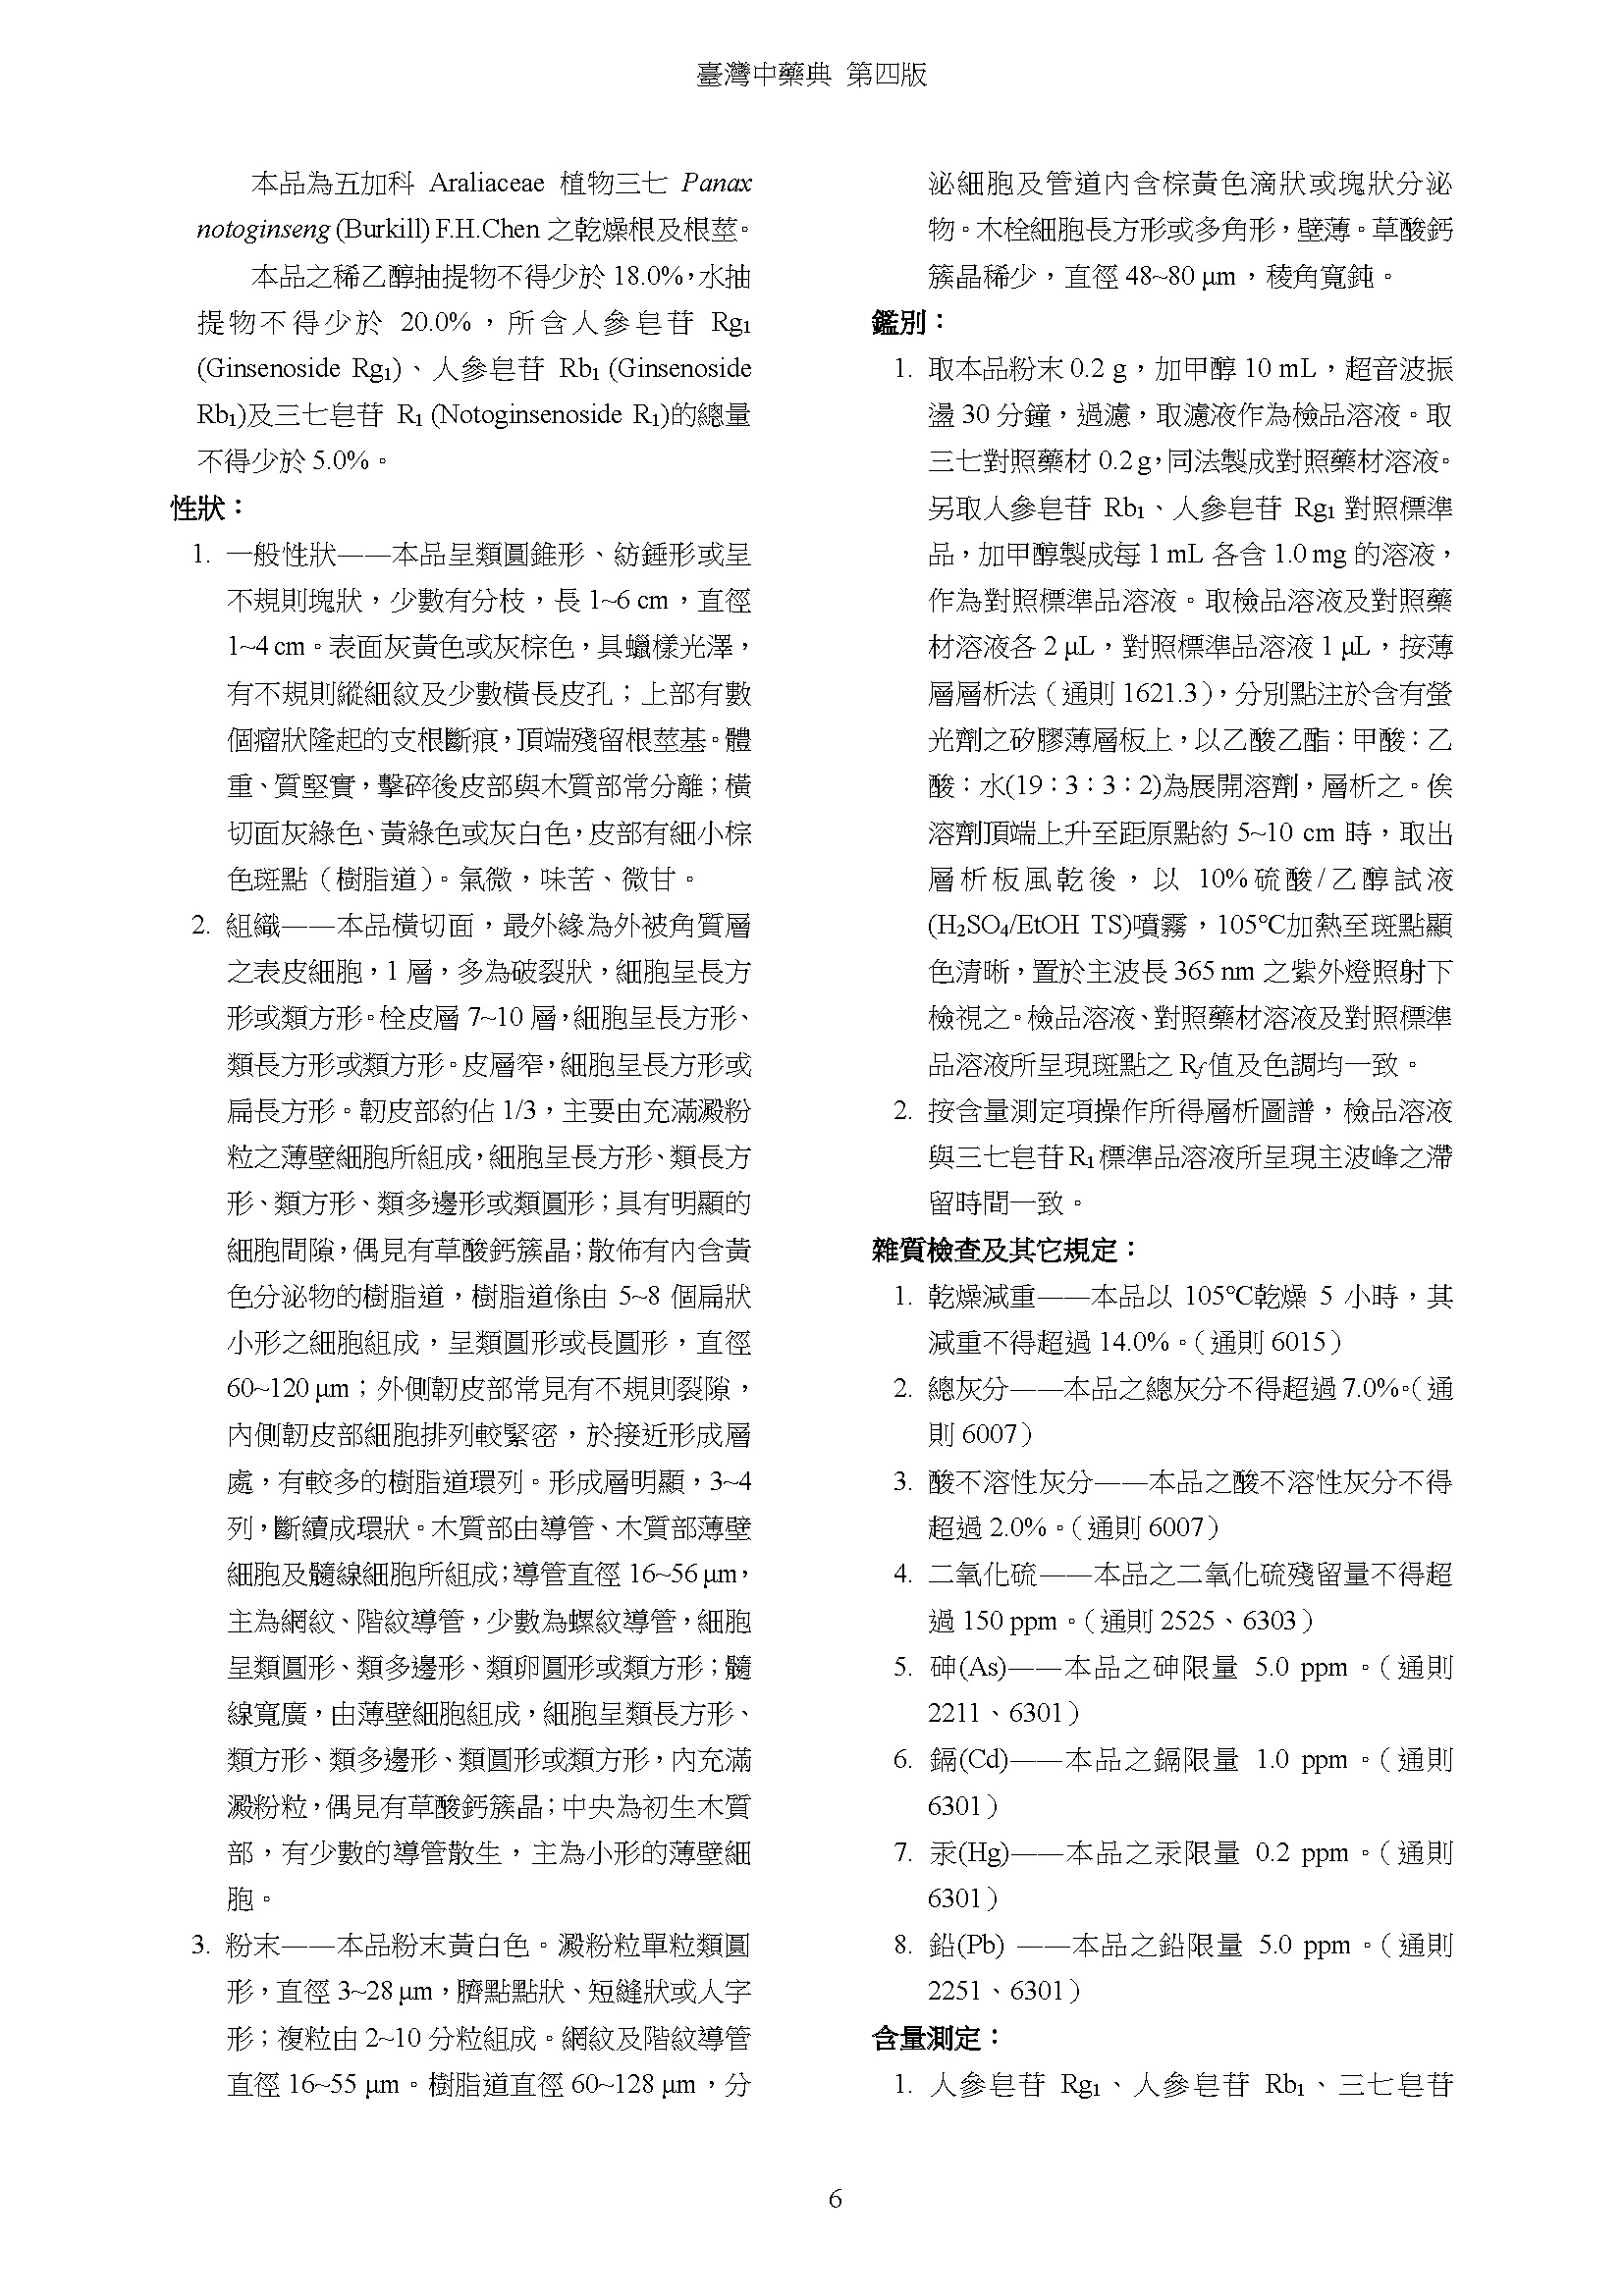 臺灣中藥典 第四版
本品為五加科 Araliaceae 植物三七 Panax
notoginseng (Burkill) F.H.Chen 之乾燥根及根莖。
本品之稀乙醇抽提物不得少於 18.0%，水抽
提物不得少於 20.0%，所含人參皂苷 Rg₁
(Ginsenoside Rg₁)、人參皂苷 Rb₁ (Ginsenoside
Rb₁)及三七皂苷 R₁ (Notoginsenoside R₁)的總量
不得少於 5.0%。
性狀：
1. 一般性狀——本品呈類圓錐形、紡錘形或呈
不規則塊狀，少數有分枝，長 1~6 cm，直徑
1~4 cm。表面灰黃色或灰棕色，具蠟樣光澤，
有不規則縱細紋及少數橫長皮孔；上部有數
個瘤狀隆起的支根斷痕，頂端殘留根莖基。體
重、質堅實，擊碎後皮部與木質部常分離；橫
切面灰綠色、黃綠色或灰白色，皮部有細小棕
色斑點（樹脂道）。氣微，味苦、微甘。
2. 組織——本品橫切面，最外緣為外被角質層
之表皮細胞，1 層，多為破裂狀，細胞呈長方
形或類方形。栓皮層 7~10 層，細胞呈長方形、
類長方形或類方形。皮層窄，細胞呈長方形或
扁長方形。韌皮部約佔 1/3，主要由充滿澱粉
粒之薄壁細胞所組成，細胞呈長方形、類長方
形、類方形、類多邊形或類圓形；具有明顯的
細胞間隙，偶見有草酸鈣簇晶；散佈有內含黃
色分泌物的樹脂道，樹脂道係由 5~8 個扁狀
小形之細胞組成，呈類圓形或長圓形，直徑
60~120 μm；外側韌皮部常見有不規則裂隙，
內側韌皮部細胞排列較緊密，於接近形成層
處，有較多的樹脂道環列。形成層明顯，3~4
列，斷續成環狀。木質部由導管、木質部薄壁
細胞及髓線細胞所組成；導管直徑 16~56 μm，
主為網紋、階紋導管，少數為螺紋導管，細胞
呈類圓形、類多邊形、類卵圓形或類方形；髓
線寬廣，由薄壁細胞組成，細胞呈類長方形、
類方形、類多邊形、類圓形或類方形，內充滿
澱粉粒，偶見有草酸鈣簇晶；中央為初生木質
部，有少數的導管散生，主為小形的薄壁細
胞。
3. 粉末——本品粉末黃白色。澱粉粒單粒類圓
形，直徑 3~28 μm，臍點點狀、短縫狀或人字
形；複粒由 2~10 分粒組成。網紋及階紋導管
直徑 16~55 μm。樹脂道直徑 60~128 μm，分
泌細胞及管道內含棕黃色滴狀或塊狀分泌
物。木栓細胞長方形或多角形，壁薄。草酸鈣
簇晶稀少，直徑 48~80 μm，稜角寬鈍。
鑑別：
1. 取本品粉末 0.2 g，加甲醇 10 mL，超音波振
盪 30 分鐘，過濾，取濾液作為檢品溶液。取
三七對照藥材 0.2 g，同法製成對照藥材溶液。
另取人參皂苷 Rb₁、人參皂苷 Rg₁ 對照標準
品，加甲醇製成每 1 mL 各含 1.0 mg 的溶液，
作為對照標準品溶液。取檢品溶液及對照藥
材溶液各 2 μL，對照標準品溶液 1 μL，按薄
層層析法（通則 1621.3），分別點注於含有螢
光劑之矽膠薄層板上，以乙酸乙酯：甲酸：乙
酸：水(19：3：3：2)為展開溶劑，層析之。俟
溶劑頂端上升至距原點約 5~10 cm 時，取出
層析板風乾後，以 10%硫酸/乙醇試液
(H₂SO₄/EtOH TS)噴霧，105℃加熱至斑點顯
色清晰，置於主波長 365 nm 之紫外燈照射下
檢視之。檢品溶液、對照藥材溶液及對照標準
品溶液所呈現斑點之 Rf值及色調均一致。
2. 按含量測定項操作所得層析圖譜，檢品溶液
與三七皂苷 R₁ 標準品溶液所呈現主波峰之滯
留時間一致。
雜質檢查及其它規定：
1. 乾燥減重——本品以 105℃乾燥 5 小時，其
減重不得超過 14.0%。（通則 6015）
2. 總灰分——本品之總灰分不得超過 7.0%。（通
則 6007）
3. 酸不溶性灰分——本品之酸不溶性灰分不得
超過 2.0%。（通則 6007）
4. 二氧化硫——本品之二氧化硫殘留量不得超
過 150 ppm。（通則 2525、6303）
5. 砷(As)——本品之砷限量 5.0 ppm。（通則
2211、6301）
6. 鎘(Cd)——本品之鎘限量 1.0 ppm。（通則
6301）
7. 汞(Hg)——本品之汞限量 0.2 ppm。（通則
6301）
8. 鉛(Pb) ——本品之鉛限量 5.0 ppm。（通則
2251、6301）
含量測定：
1. 人參皂苷 Rg₁、人參皂苷 Rb₁、三七皂苷
6